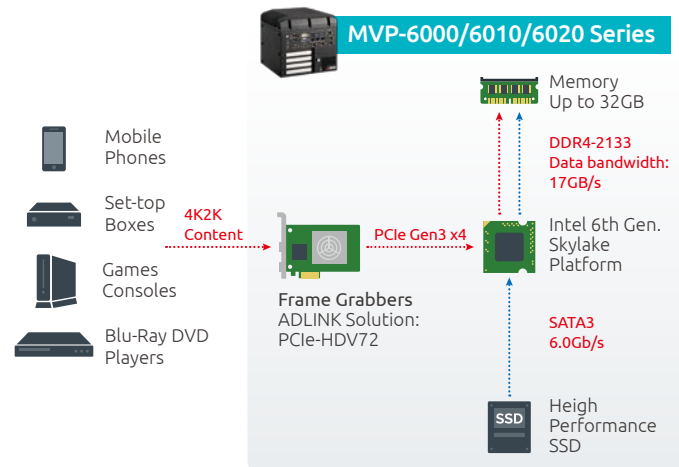 MVP-6000/6010/6020 Series
Memory
Up to 32GB
DDR4-2133
Data bandwidth:
17GB/s
Mobile
Phones
Set-top
Boxes
Games
Consoles
Blu-Ray DVD
Players
4K2K
Content
PCIe Gen3 x4
Frame Grabbers
ADLINK Solution:
PCIe-HDV72
Intel 6th Gen.
Skylake
Platform
SATA3
6.0Gb/s
SSD
Heigh
Performance
SSD